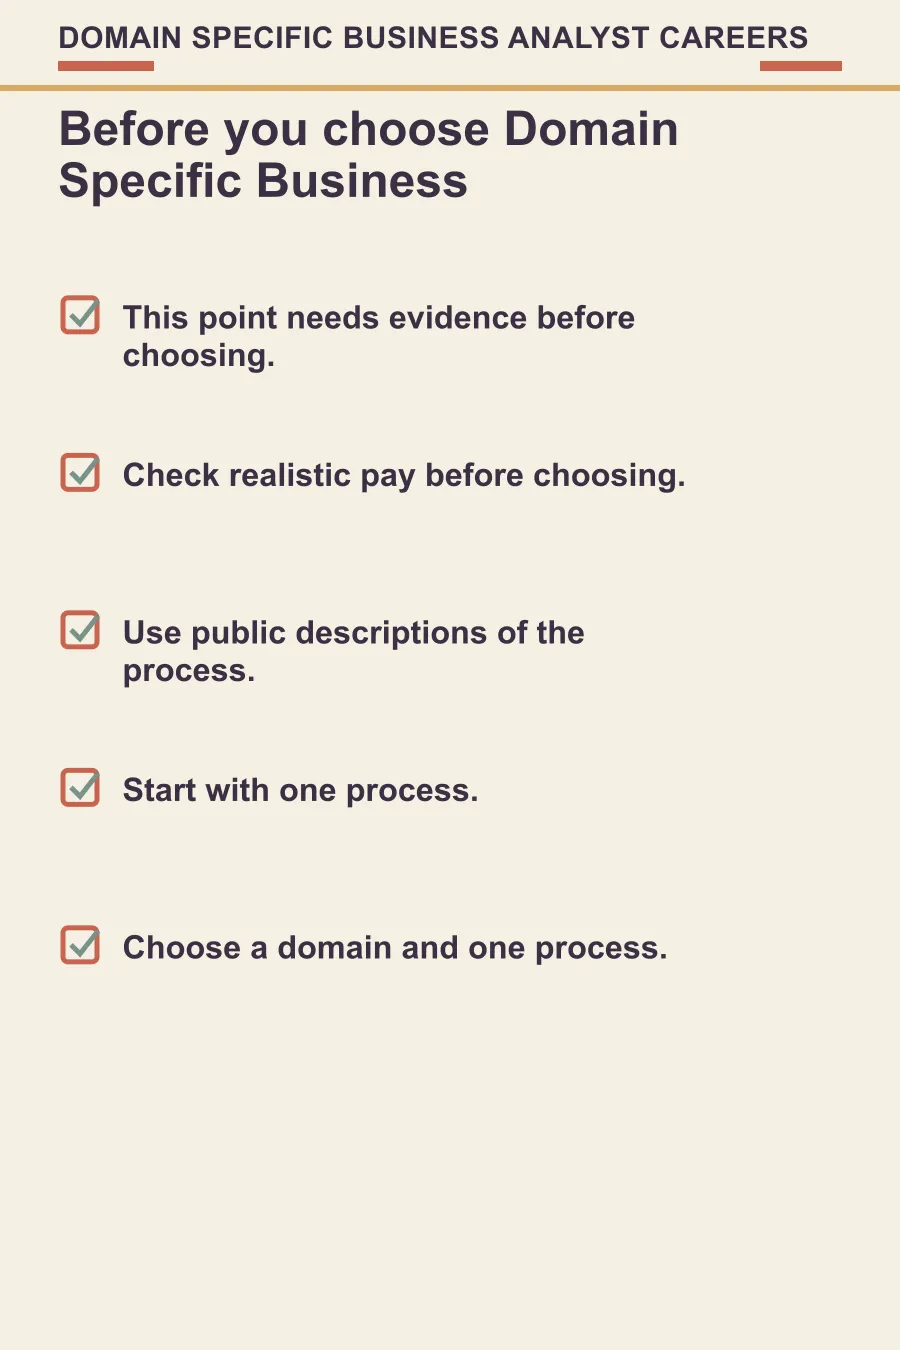 DOMAIN SPECIFIC BUSINESS ANALYST CAREERS
Before you choose Domain
Specific Business
This point needs evidence before
choosing.
Check realistic pay before choosing.
Use public descriptions of the
process.
Start with one process.
Choose a domain and one process.